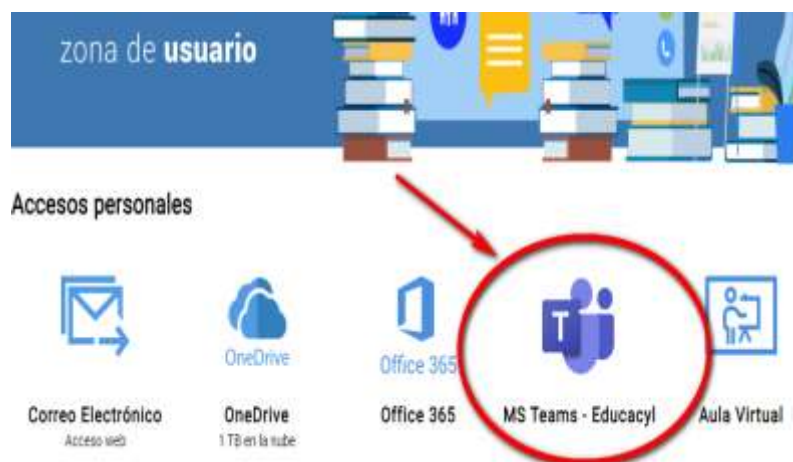 zona de usuario
Accesos personales
OneDrive
Office 365
T
Correo Electrónico
Acceso web
OneDrive
1 TB en la nube
Office 365
MS Teams - Educacyl
Aula Virtual